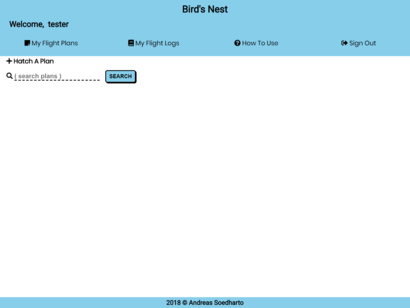 Bird's Nest
Welcome, tester
My Flight Plans My Flight Logs How To Use Sign Out
Hatch A Plan
( search plans ) SEARCH
2018 © Andreas Soedharto